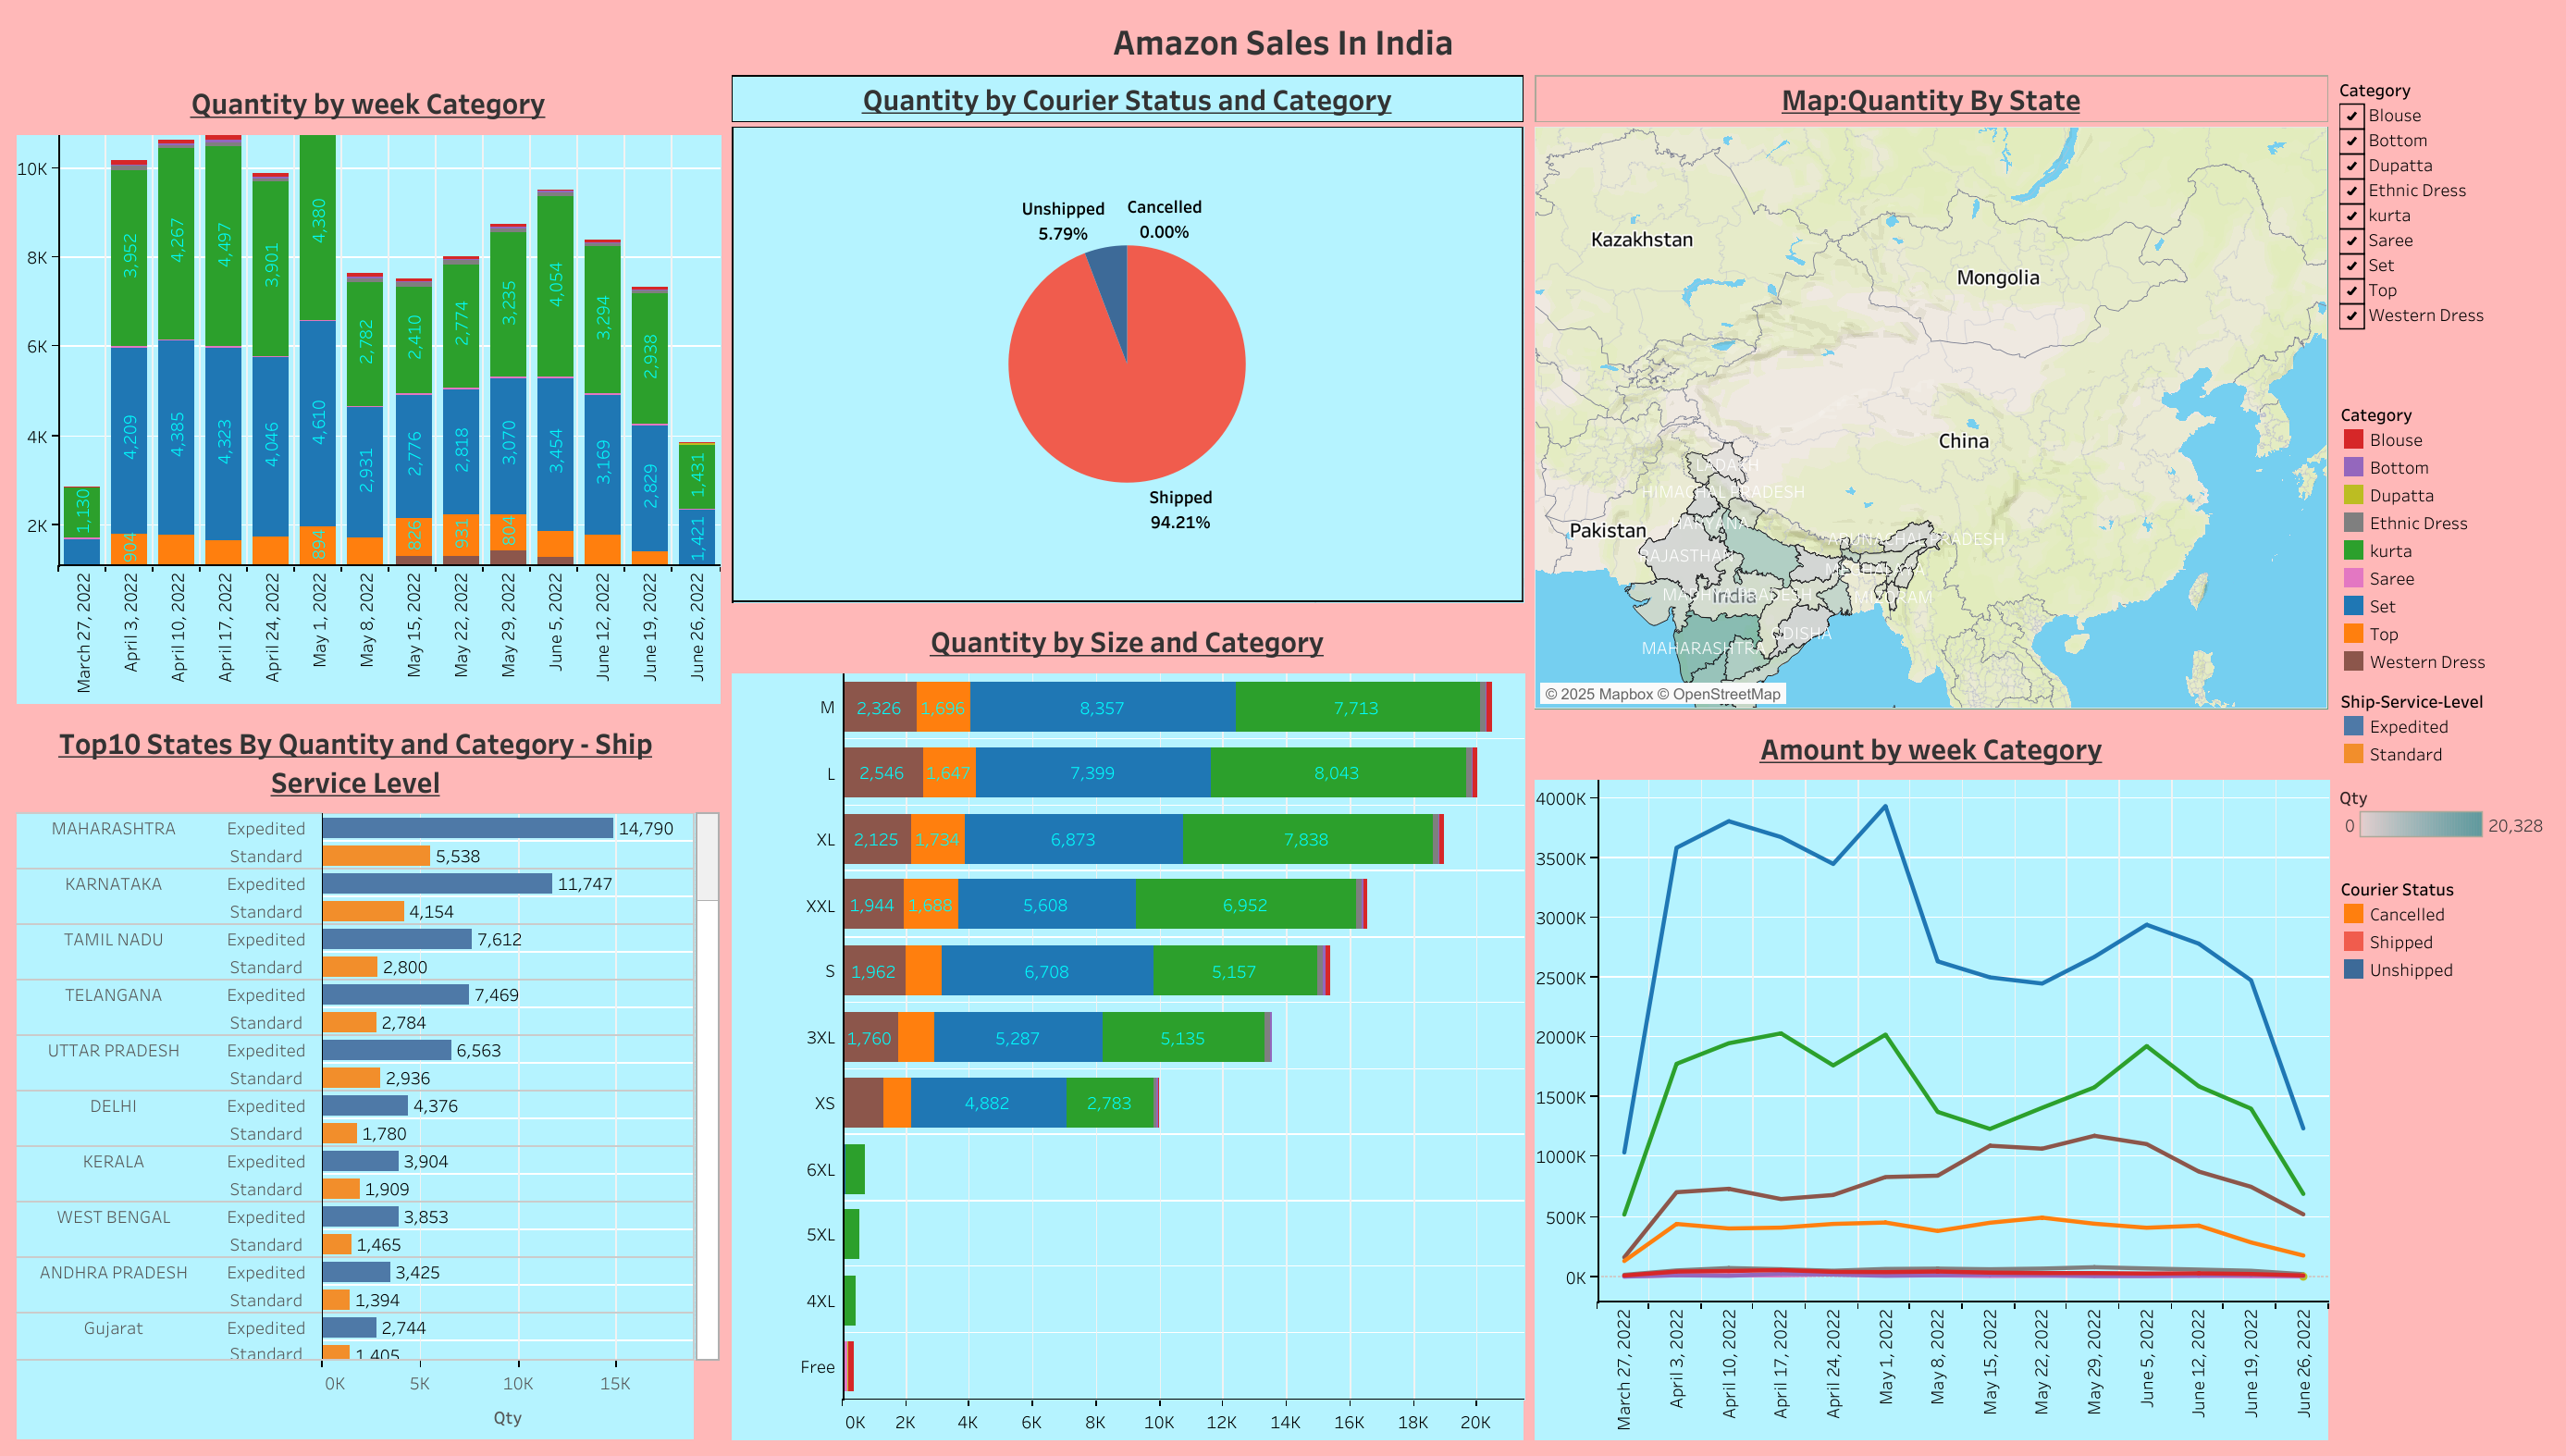 Amazon Sales In India
Quantity by week Category
10K
8K
6K
4K
2K
1,130
904 4,209 3,952
4,385 4,267
4,323 4,497
4,046 3,901
894 4,610 4,380
2,931 2,782
826 2,776 2,410
931 2,818 2,774
804 3,070 3,235
3,454 4,054
3,169 3,294
2,829 2,938
1,421 1,431
March 27, 2022
April 3, 2022
April 10, 2022
April 17, 2022
April 24, 2022
May 1, 2022
May 8, 2022
May 15, 2022
May 22, 2022
May 29, 2022
June 5, 2022
June 12, 2022
June 19, 2022
June 26, 2022
Top10 States By Quantity and Category - Ship
Service Level
MAHARASHTRA Expedited 14,790
Standard 5,538
KARNATAKA Expedited 11,747
Standard 4,154
TAMIL NADU Expedited 7,612
Standard 2,800
TELANGANA Expedited 7,469
Standard 2,784
UTTAR PRADESH Expedited 6,563
Standard 2,936
DELHI Expedited 4,376
Standard 1,780
KERALA Expedited 3,904
Standard 1,909
WEST BENGAL Expedited 3,853
Standard 1,465
ANDHRA PRADESH Expedited 3,425
Standard 1,394
Gujarat Expedited 2,744
Standard 1,405
0K 5K 10K 15K
Qty
Quantity by Courier Status and Category
Unshipped
5.79%
Cancelled
0.00%
Shipped
94.21%
Quantity by Size and Category
M 2,326 1,696 8,357 7,713
L 2,546 1,647 7,399 8,043
XL 2,125 1,734 6,873 7,838
XXL 1,944 1,688 5,608 6,952
S 1,962 6,708 5,157
3XL 1,760 5,287 5,135
XS 4,882 2,783
6XL
5XL
4XL
Free
0K 2K 4K 6K 8K 10K 12K 14K 16K 18K 20K
Map:Quantity By State
Kazakhstan
Mongolia
China
Pakistan
LADAKH
HIMACHAL PRADESH
HARYANA
ARUNACHAL PRADESH
RAJASTHAN
MEGHALAYA
MADHYA PRADESH
India
MIZORAM
ODISHA
MAHARASHTRA
© 2025 Mapbox © OpenStreetMap
Amount by week Category
4000K
3500K
3000K
2500K
2000K
1500K
1000K
500K
0K
March 27, 2022
April 3, 2022
April 10, 2022
April 17, 2022
April 24, 2022
May 1, 2022
May 8, 2022
May 15, 2022
May 22, 2022
May 29, 2022
June 5, 2022
June 12, 2022
June 19, 2022
June 26, 2022
Category
Blouse
Bottom
Dupatta
Ethnic Dress
kurta
Saree
Set
Top
Western Dress
Category
Blouse
Bottom
Dupatta
Ethnic Dress
kurta
Saree
Set
Top
Western Dress
Ship-Service-Level
Expedited
Standard
Qty
0 20,328
Courier Status
Cancelled
Shipped
Unshipped